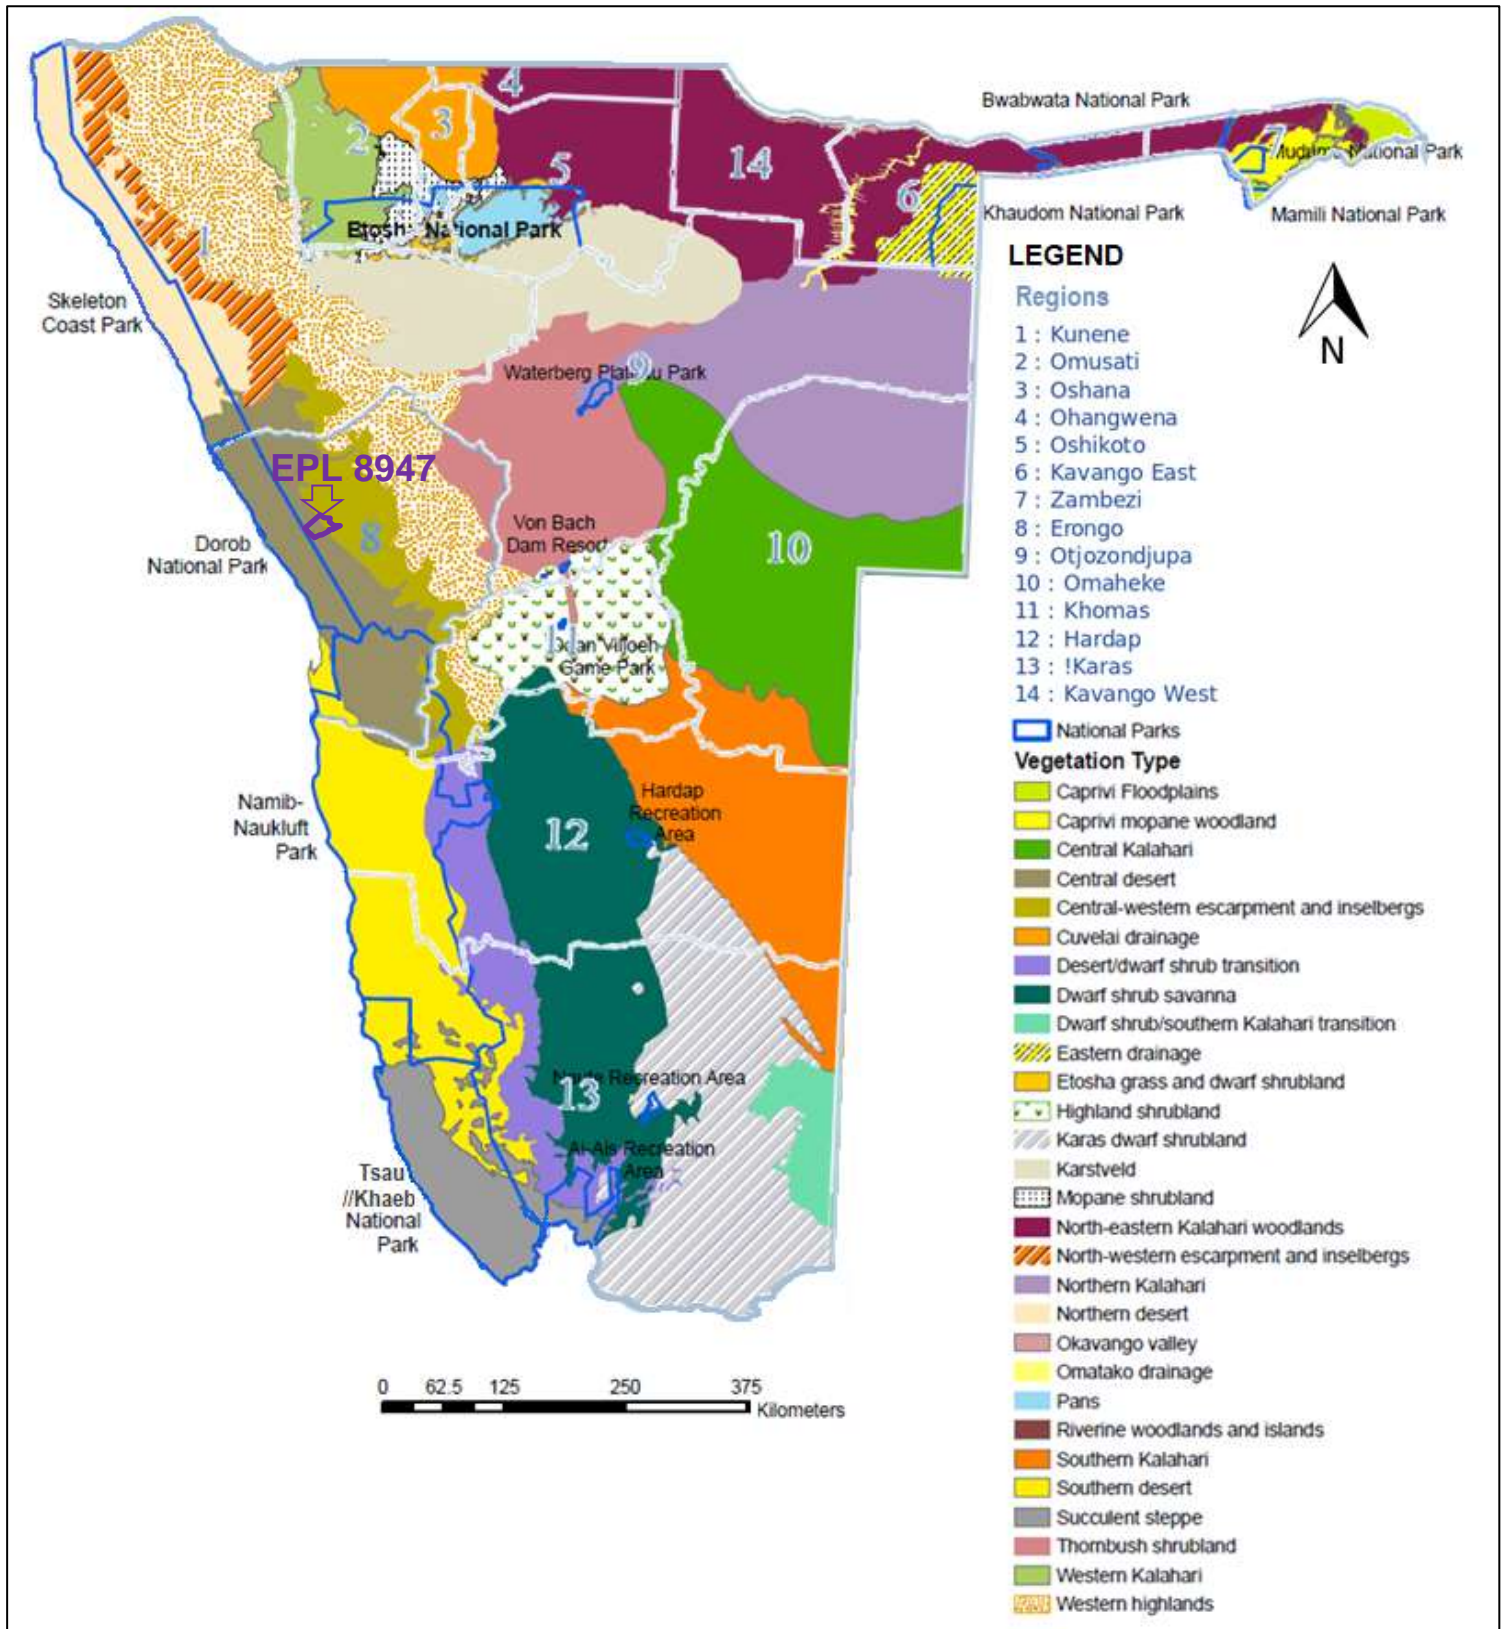 4
3
2
5
14
6
7
1
Bwabwata National Park
Mudumu National Park
Khaudom National Park
Mamili National Park
Etosha National Park
Skeleton
Coast Park
Waterberg Plateau Park
9
EPL 8947
8
Von Bach
Dam Resort
10
Dorob
National Park
11
Daan Viljoen
Game Park
Namib-
Naukluft
Park
12
Hardap
Recreation
Area
Naute Recreation Area
13
Ai-Ais Recreation
Area
Tsau
//Khaeb
National
Park
0 62.5 125 250 375
Kilometers
N
LEGEND
Regions
1 : Kunene
2 : Omusati
3 : Oshana
4 : Ohangwena
5 : Oshikoto
6 : Kavango East
7 : Zambezi
8 : Erongo
9 : Otjozondjupa
10 : Omaheke
11 : Khomas
12 : Hardap
13 : !Karas
14 : Kavango West
National Parks
Vegetation Type
Caprivi Floodplains
Caprivi mopane woodland
Central Kalahari
Central desert
Central-western escarpment and inselbergs
Cuvelai drainage
Desert/dwarf shrub transition
Dwarf shrub savanna
Dwarf shrub/southern Kalahari transition
Eastern drainage
Etosha grass and dwarf shrubland
Highland shrubland
Karas dwarf shrubland
Karstveld
Mopane shrubland
North-eastern Kalahari woodlands
North-western escarpment and inselbergs
Northern Kalahari
Northern desert
Okavango valley
Omatako drainage
Pans
Riverine woodlands and islands
Southern Kalahari
Southern desert
Succulent steppe
Thornbush shrubland
Western Kalahari
Western highlands